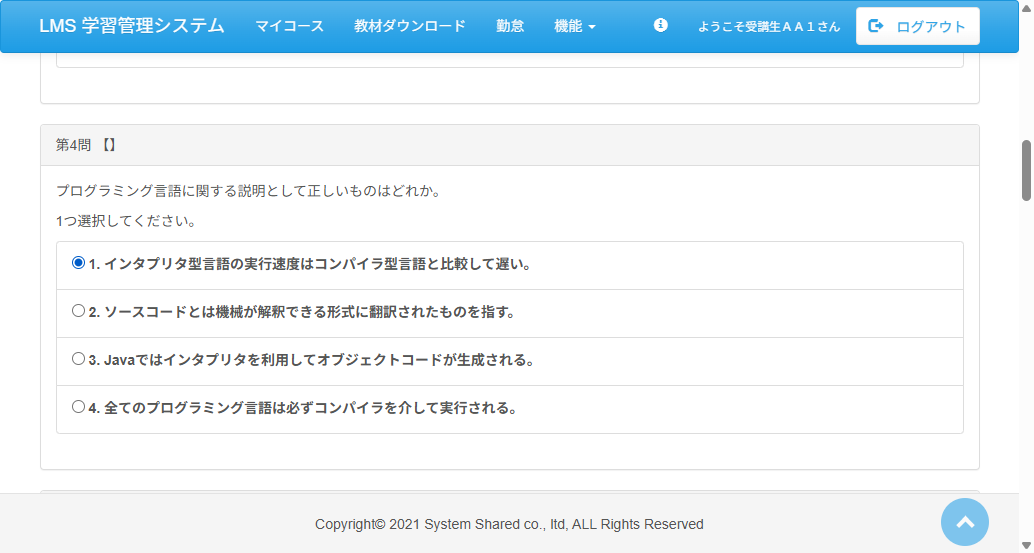 LMS 学習管理システム マイコース 教材ダウンロード 勤怠 機能 ようこそ受講生ＡＡ１さん ログアウト
第4問 【】
プログラミング言語に関する説明として正しいものはどれか。
1つ選択してください。
1. インタプリタ型言語の実行速度はコンパイラ型言語と比較して遅い。
2. ソースコードとは機械が解釈できる形式に翻訳されたものを指す。
3. Javaではインタプリタを利用してオブジェクトコードが生成される。
4. 全てのプログラミング言語は必ずコンパイラを介して実行される。
Copyright© 2021 System Shared co., ltd, ALL Rights Reserved